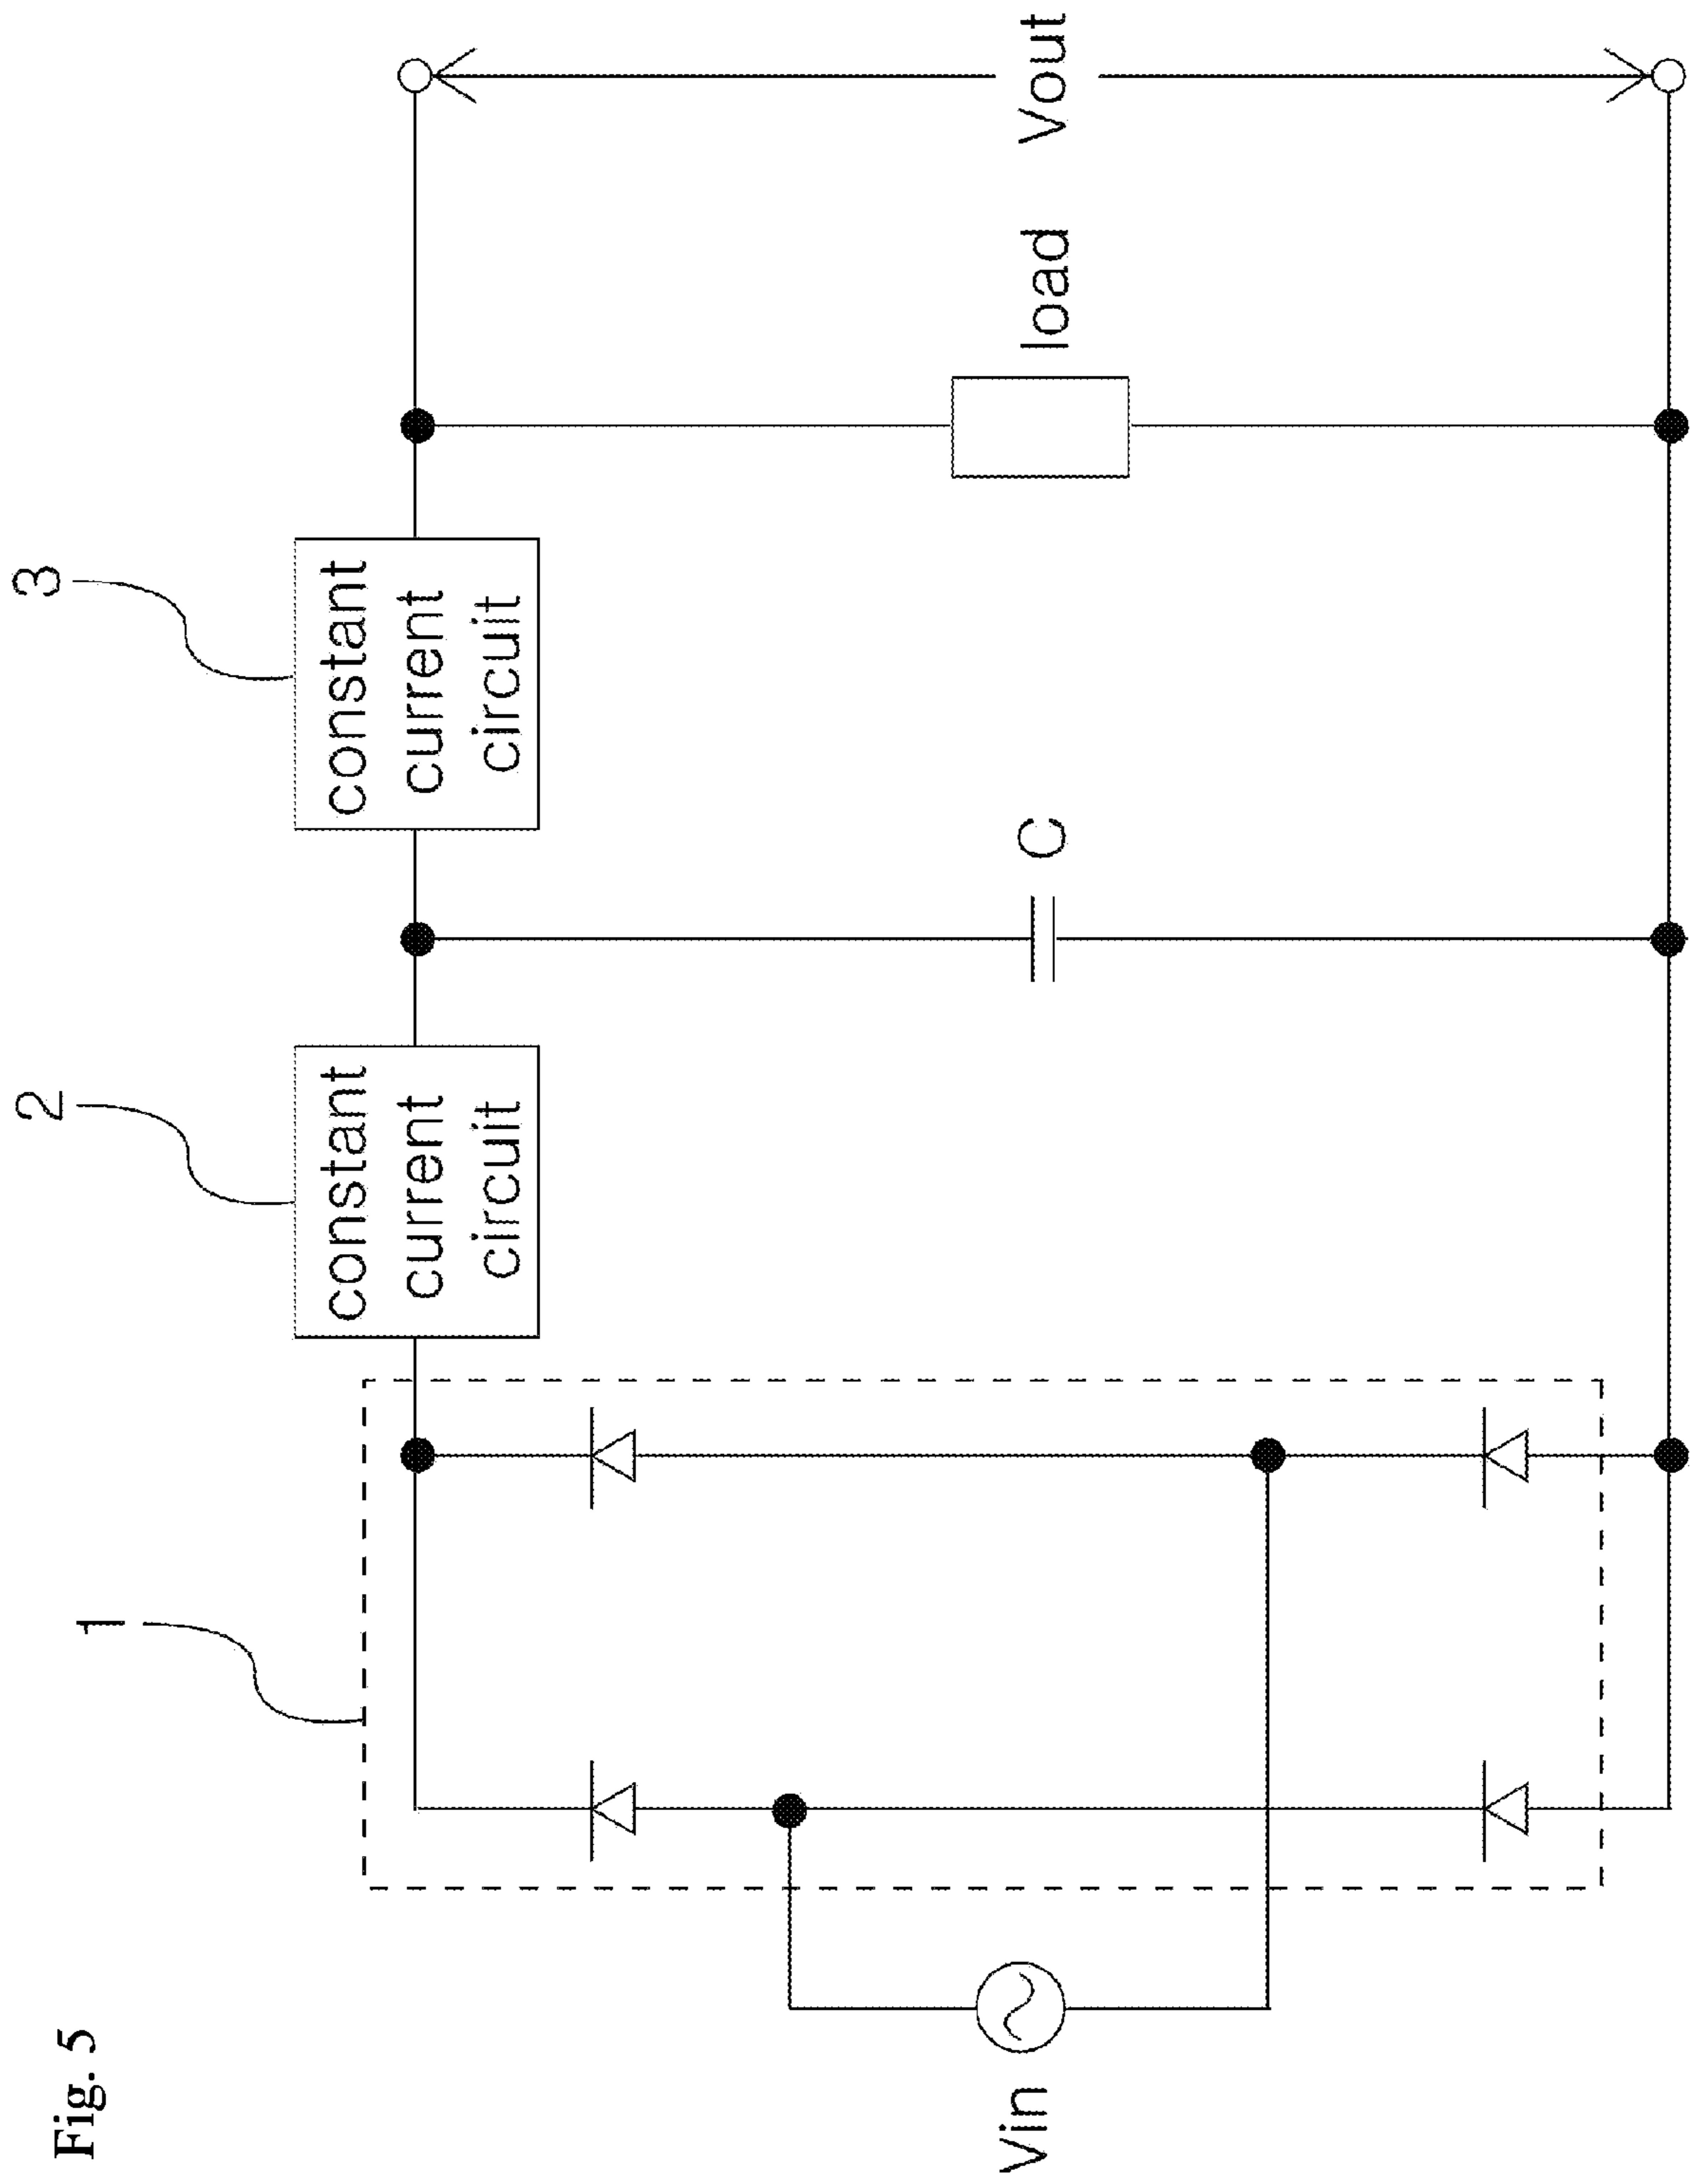 Fig. 5
1
2
3
constant
current
circuit
constant
current
circuit
Vin
C
load
Vout